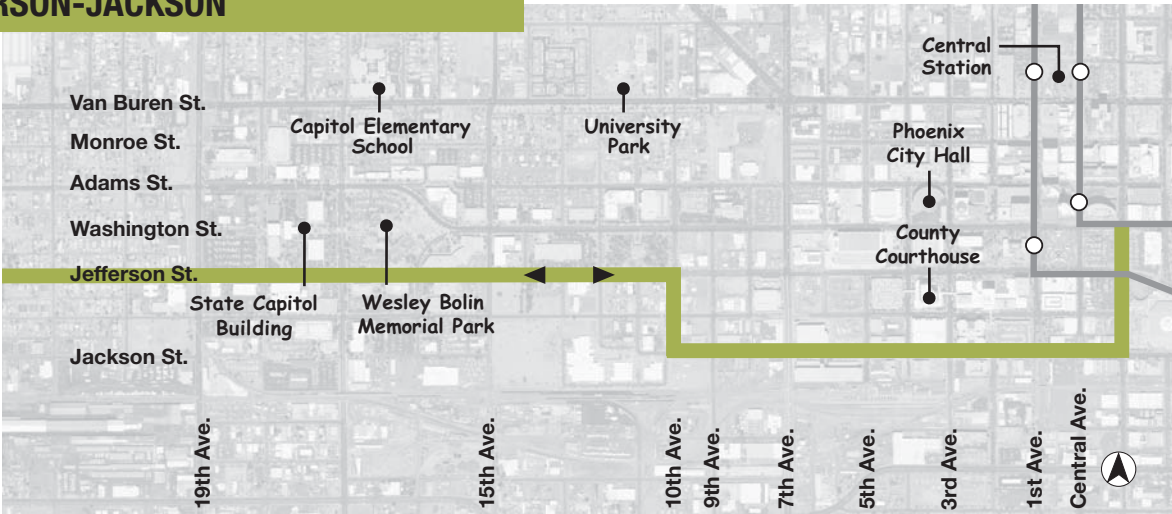 RSON-JACKSON
Central
Station
Van Buren St.
Capitol Elementary
School
University
Park
Monroe St.
Phoenix
City Hall
Adams St.
Washington St.
County
Courthouse
Jefferson St.
State Capitol
Building
Wesley Bolin
Memorial Park
Jackson St.
19th Ave.
15th Ave.
10th Ave.
9th Ave.
7th Ave.
5th Ave.
3rd Ave.
1st Ave.
Central Ave.